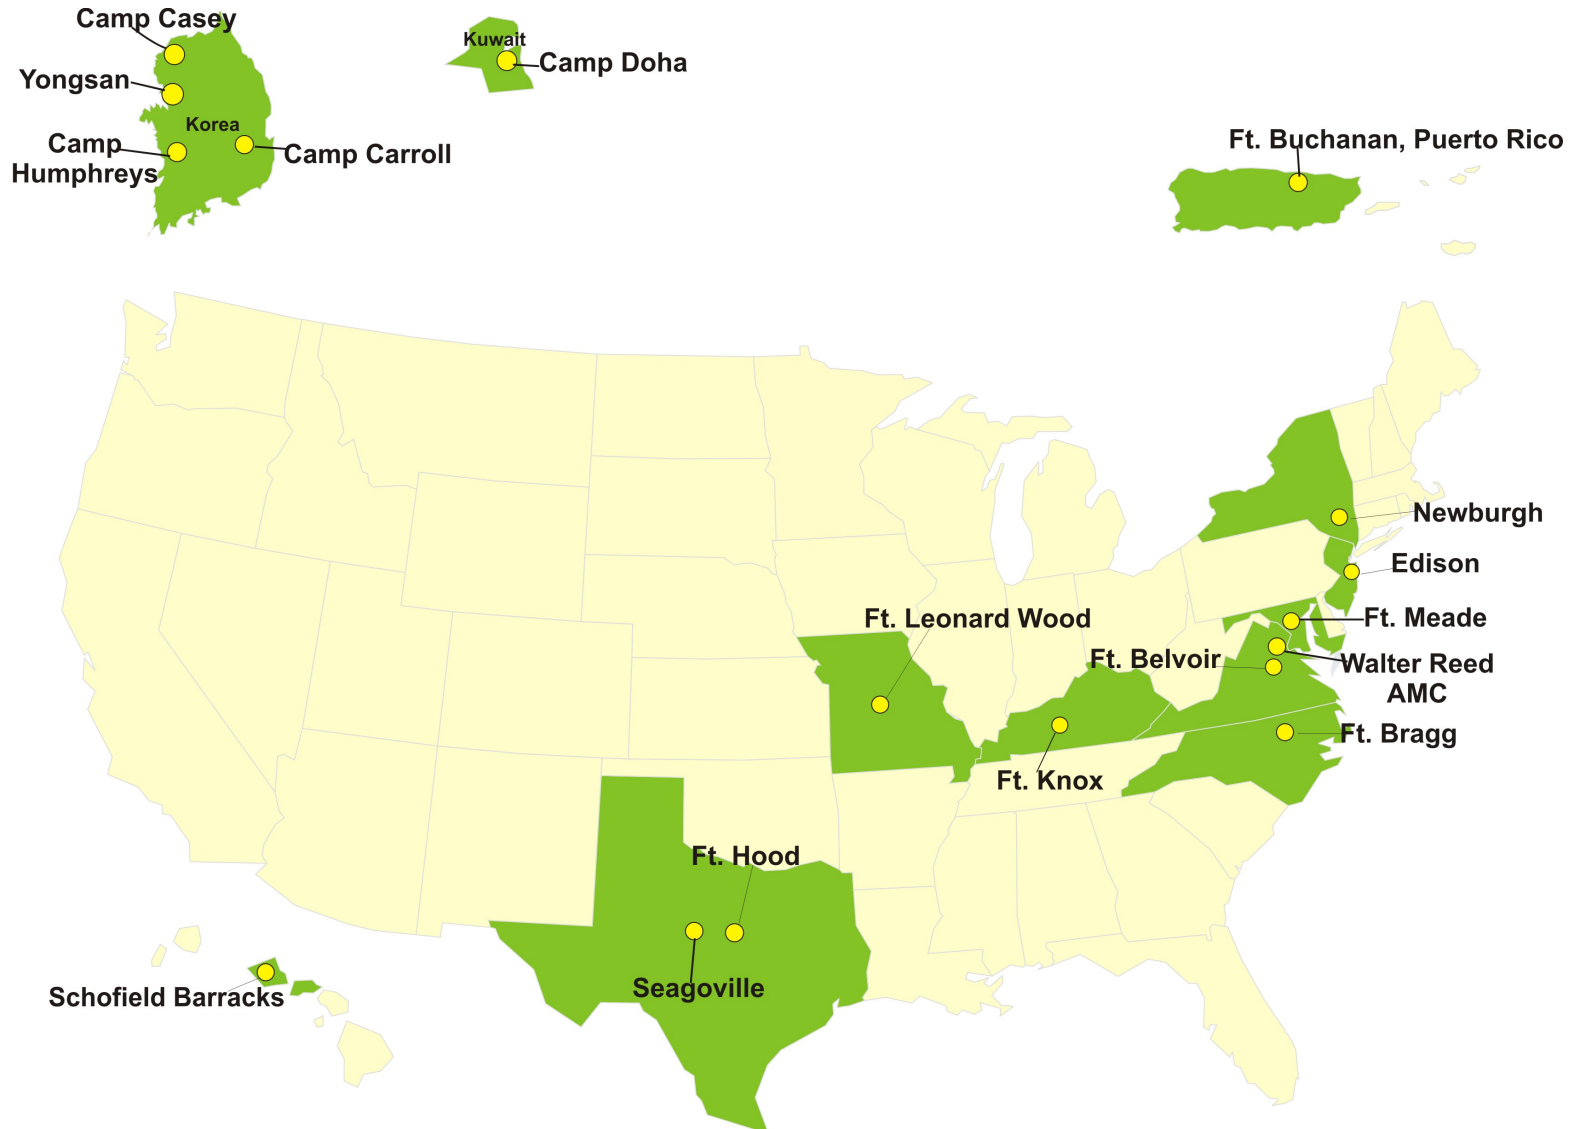 Camp Casey
Kuwait
Camp Doha
Yongsan
Korea
Camp
Humphreys
Camp Carroll
Ft. Buchanan, Puerto Rico
Newburgh
Edison
Ft. Leonard Wood
Ft. Meade
Ft. Belvoir
Walter Reed
AMC
Ft. Bragg
Ft. Knox
Ft. Hood
Seagoville
Schofield Barracks